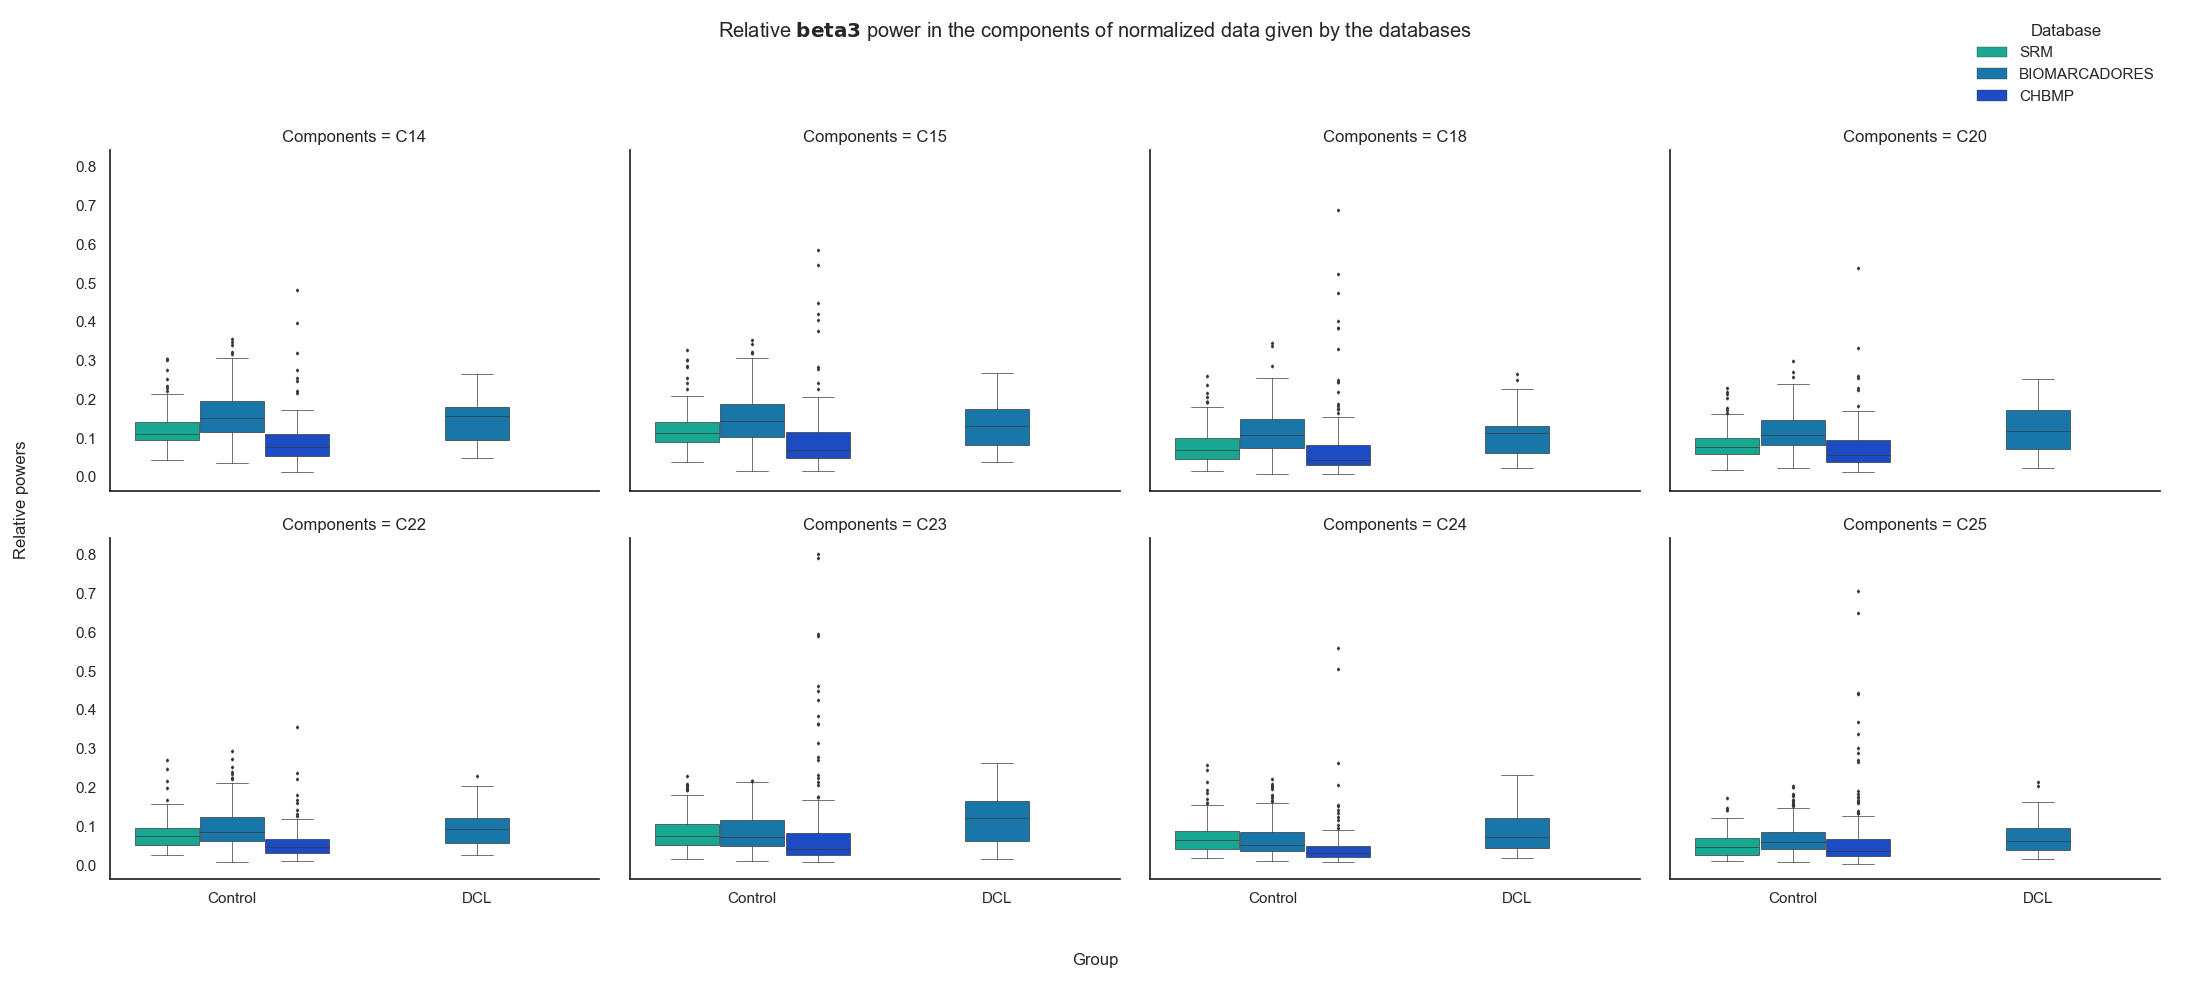 Relative beta3 power in the components of normalized data given by the databases
Database
SRM
BIOMARCADORES
CHBMP
Components = C14
Components = C15
Components = C18
Components = C20
0.8
0.7
0.6
0.5
0.4
0.3
0.2
0.1
0.0
Relative powers
Components = C22
Components = C23
Components = C24
Components = C25
0.8
0.7
0.6
0.5
0.4
0.3
0.2
0.1
0.0
Control
DCL
Control
DCL
Control
DCL
Control
DCL
Group